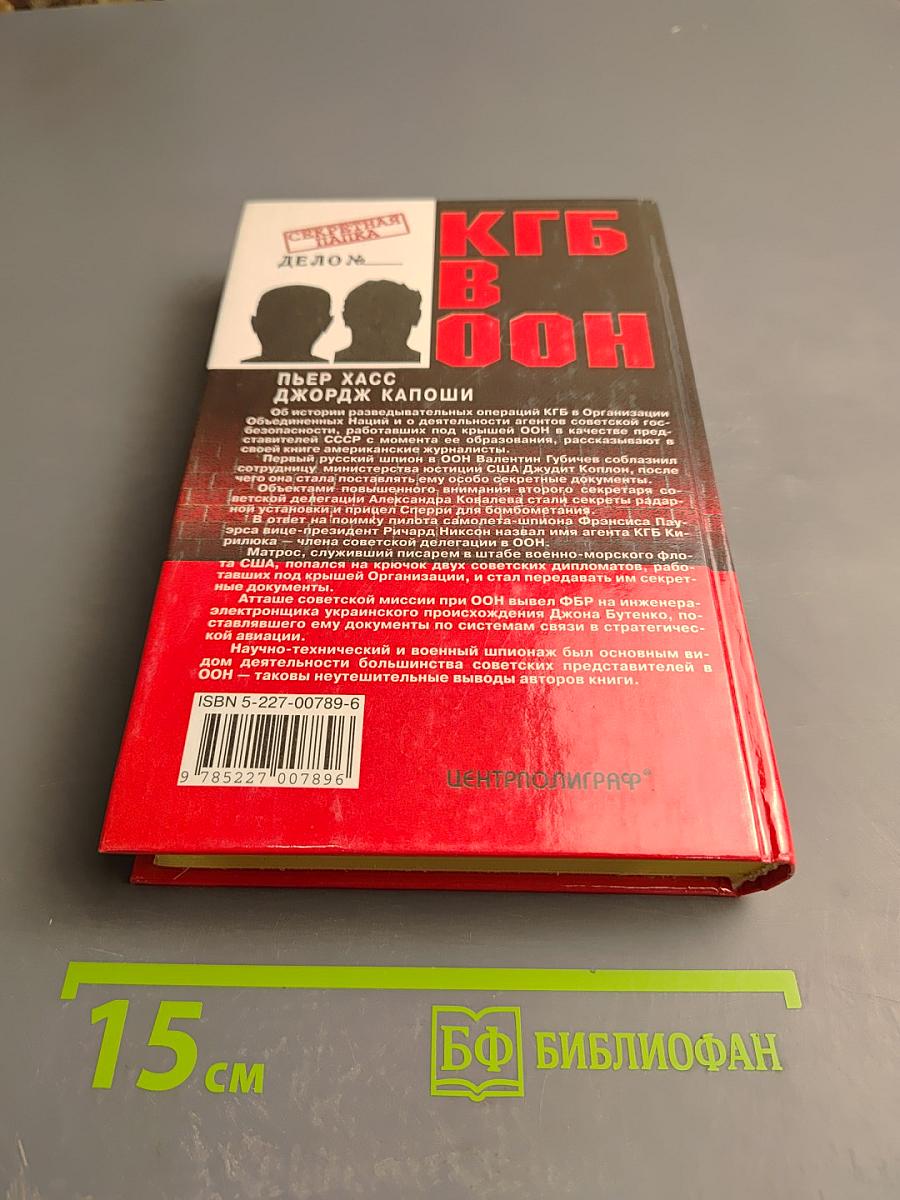 СЕКРЕТНАЯ
ПАПКА
ДЕЛО №
КГБ
В
ООН
ПЬЕР ХАСС
ДЖОРДЖ КАПОШИ
Об истории разведывательных операций КГБ в Организации
Объединенных Наций и о деятельности агентов советской гос-
безопасности, работавших под крышей ООН в качестве пред-
ставителей СССР с момента ее образования, рассказывают в
своей книге американские журналисты.
Первый русский шпион в ООН Валентин Губичев соблазнил
сотрудницу министерства юстиции США Джудит Коплон, после
чего она стала поставлять ему особо секретные документы.
Объектами повышенного внимания второго секретаря со-
ветской делегации Александра Ковалева стали секреты радар-
ной установки и прицел Сперри для бомбометания.
В ответ на поимку пилота самолета-шпиона Фрэнсиса Пау-
эрса вице-президент Ричард Никсон назвал имя агента КГБ Ки-
рилюка — члена советской делегации в ООН.
Матрос, служивший писарем в штабе военно-морского фло-
та США, попался на крючок двух советских дипломатов, рабо-
тавших под крышей Организации, и стал передавать им секрет-
ные документы.
Атташе советской миссии при ООН вывел ФБР на инженера-
электронщика украинского происхождения Джона Бутенко, по-
ставлявшего ему документы по системам связи в стратегичес-
кой авиации.
Научно-технический и военный шпионаж был основным ви-
дом деятельности большинства советских представителей в
ООН — таковы неутешительные выводы авторов книги.
ISBN 5-227-00789-6
9 785227 007896
ЦЕНТРПОЛИГРАФ®
15 см
БФ БИБЛИОФАН